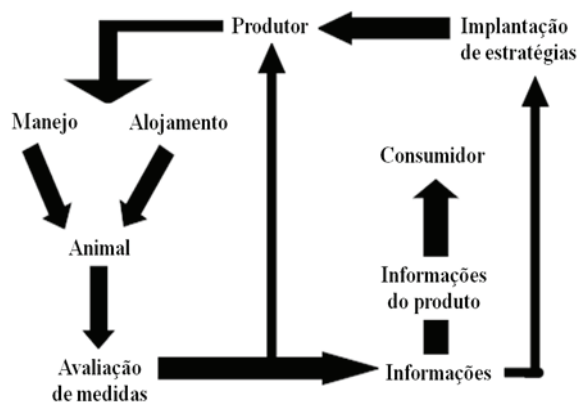 Produtor
Implantação
de estratégias
Manejo
Alojamento
Consumidor
Animal
Informações
do produto
Avaliação
de medidas
Informações